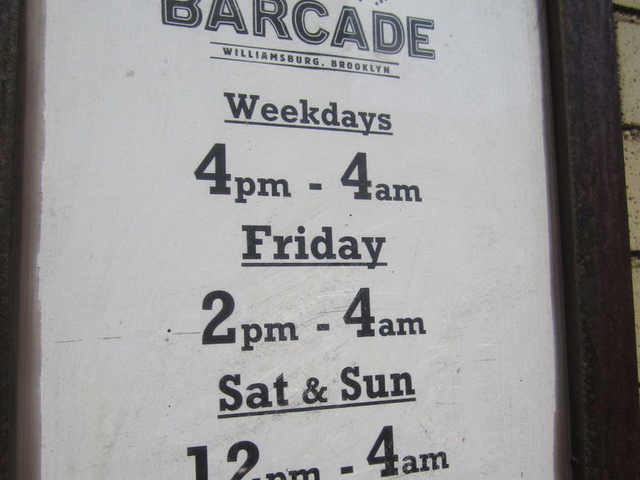 BARCADE
WILLIAMSBURG, BROOKLYN
Weekdays
4pm - 4am
Friday
2pm - 4am
Sat & Sun
12pm - 4am